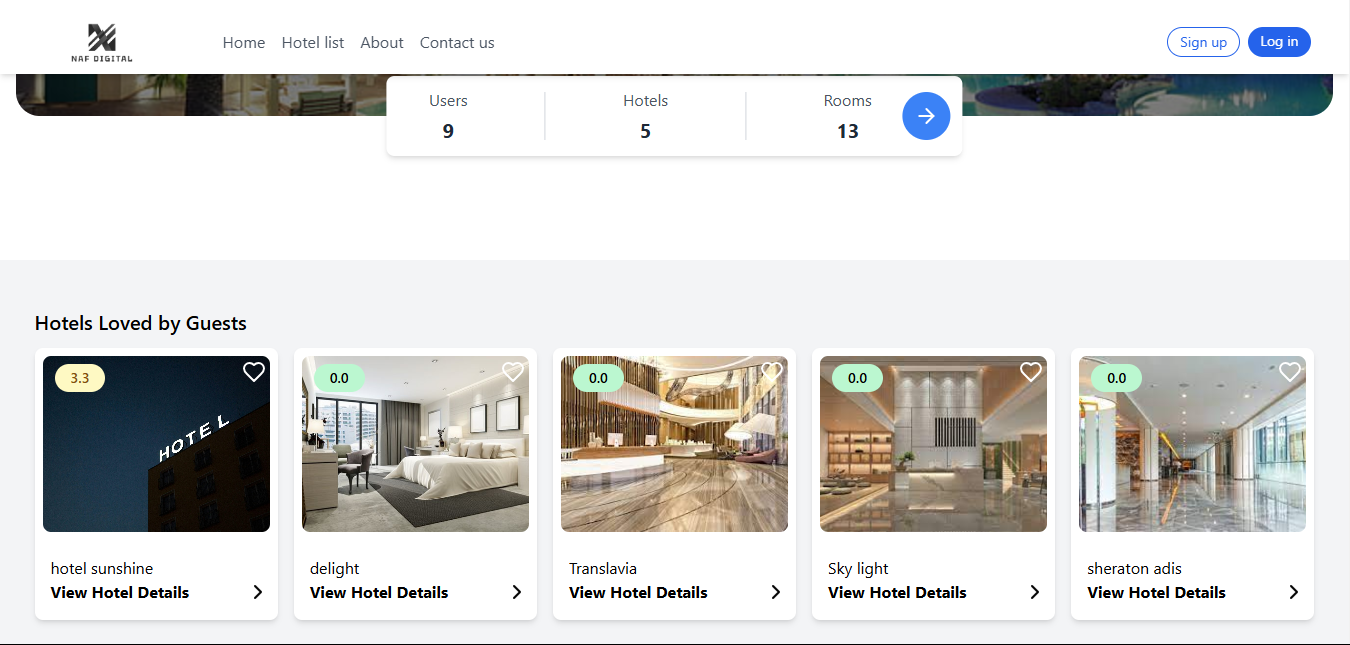 NAF DIGITAL
Home Hotel list About Contact us Sign up Log in
Users Hotels Rooms
9 5 13
Hotels Loved by Guests
3.3 0.0 0.0 0.0 0.0
HOTEL
hotel sunshine delight Translavia Sky light sheraton adis
View Hotel Details View Hotel Details View Hotel Details View Hotel Details View Hotel Details